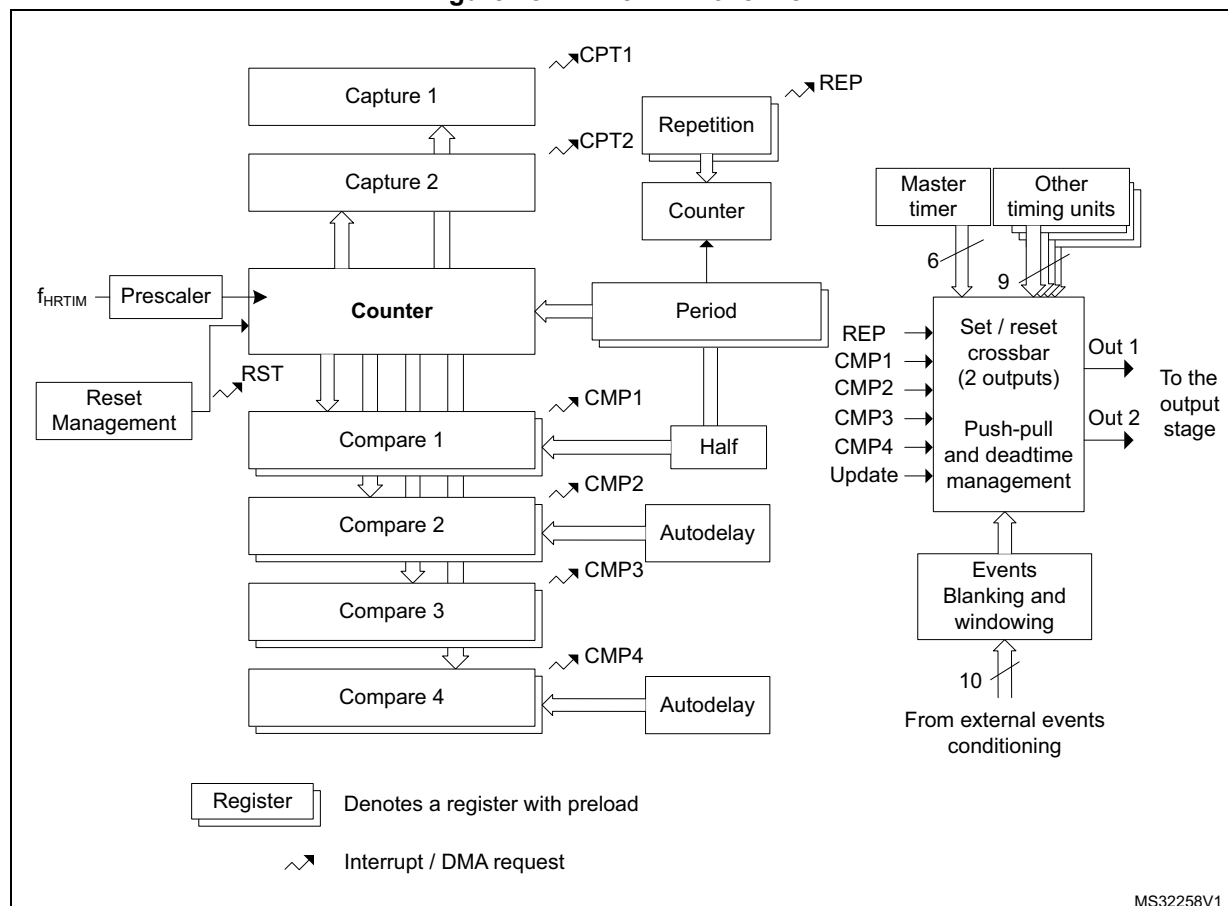 CPT1
Capture 1
REP
Repetition
CPT2
Capture 2
Counter
Master
timer
Other
timing units
6
9
fHRTIM
Prescaler
Counter
Period
RST
Reset
Management
CMP1
Compare 1
Half
CMP2
Compare 2
Autodelay
CMP3
Compare 3
CMP4
Compare 4
Autodelay
REP
CMP1
CMP2
CMP3
CMP4
Update
Set / reset
crossbar
(2 outputs)
Push-pull
and deadtime
management
Out 1
Out 2
To the
output
stage
Events
Blanking and
windowing
10
From external events
conditioning
Register
Denotes a register with preload
Interrupt / DMA request
MS32258V1